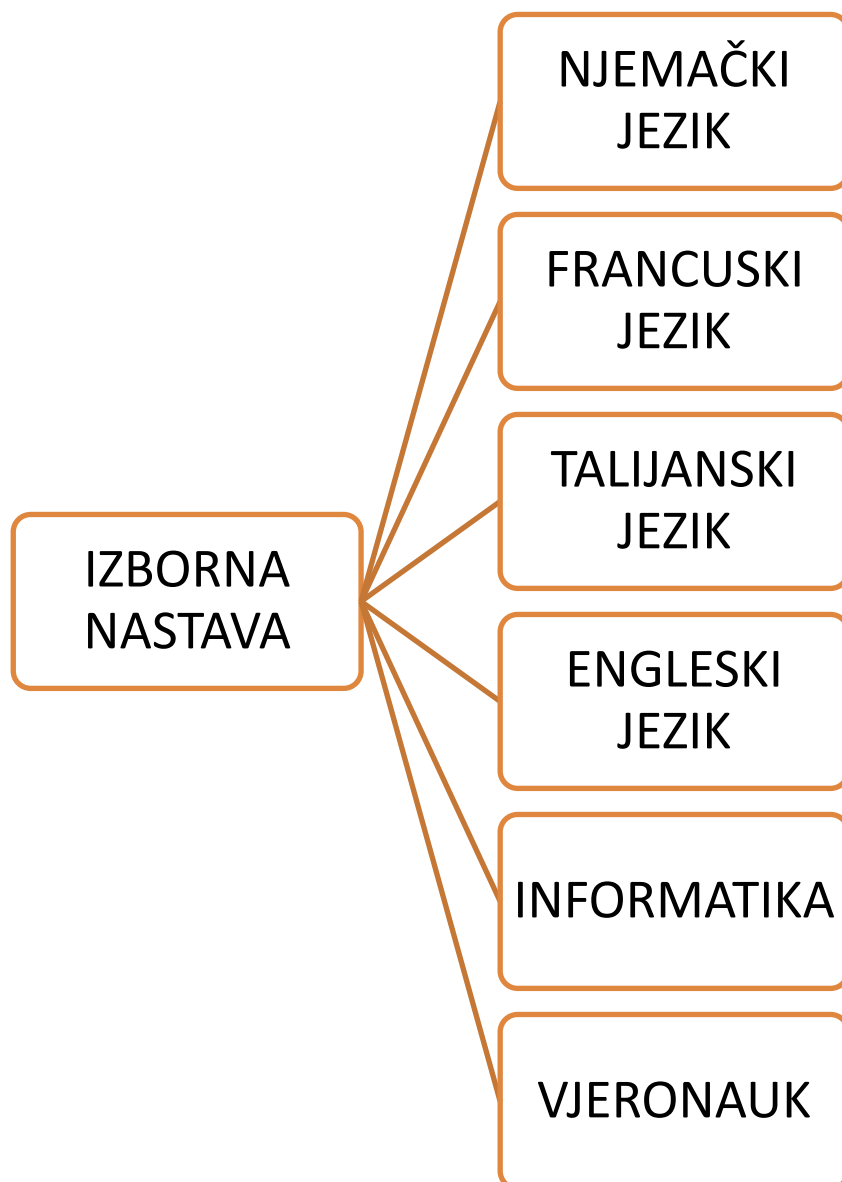 IZBORNA
NASTAVA
NJEMAČKI
JEZIK
FRANCUSKI
JEZIK
TALIJANSKI
JEZIK
ENGLESKI
JEZIK
INFORMATIKA
VJERONAUK